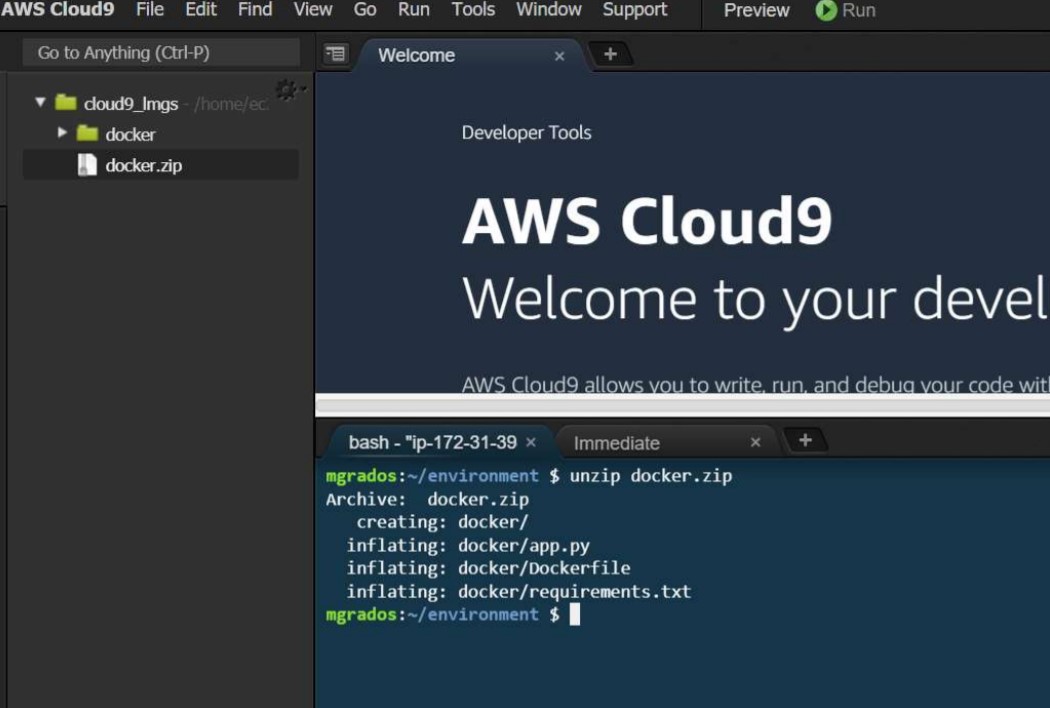 AWS Cloud9 File Edit Find View Go Run Tools Window Support Preview Run
Go to Anything (Ctrl-P)
cloud9_lmgs - /home/ec
docker
docker.zip
Welcome × +
Developer Tools
AWS Cloud9
Welcome to your devel
AWS Cloud9 allows you to write, run, and debug your code with
bash - "ip-172-31-39 × Immediate × +
mgrados:~/environment $ unzip docker.zip
Archive:  docker.zip
   creating: docker/
  inflating: docker/app.py
  inflating: docker/Dockerfile
  inflating: docker/requirements.txt
mgrados:~/environment $